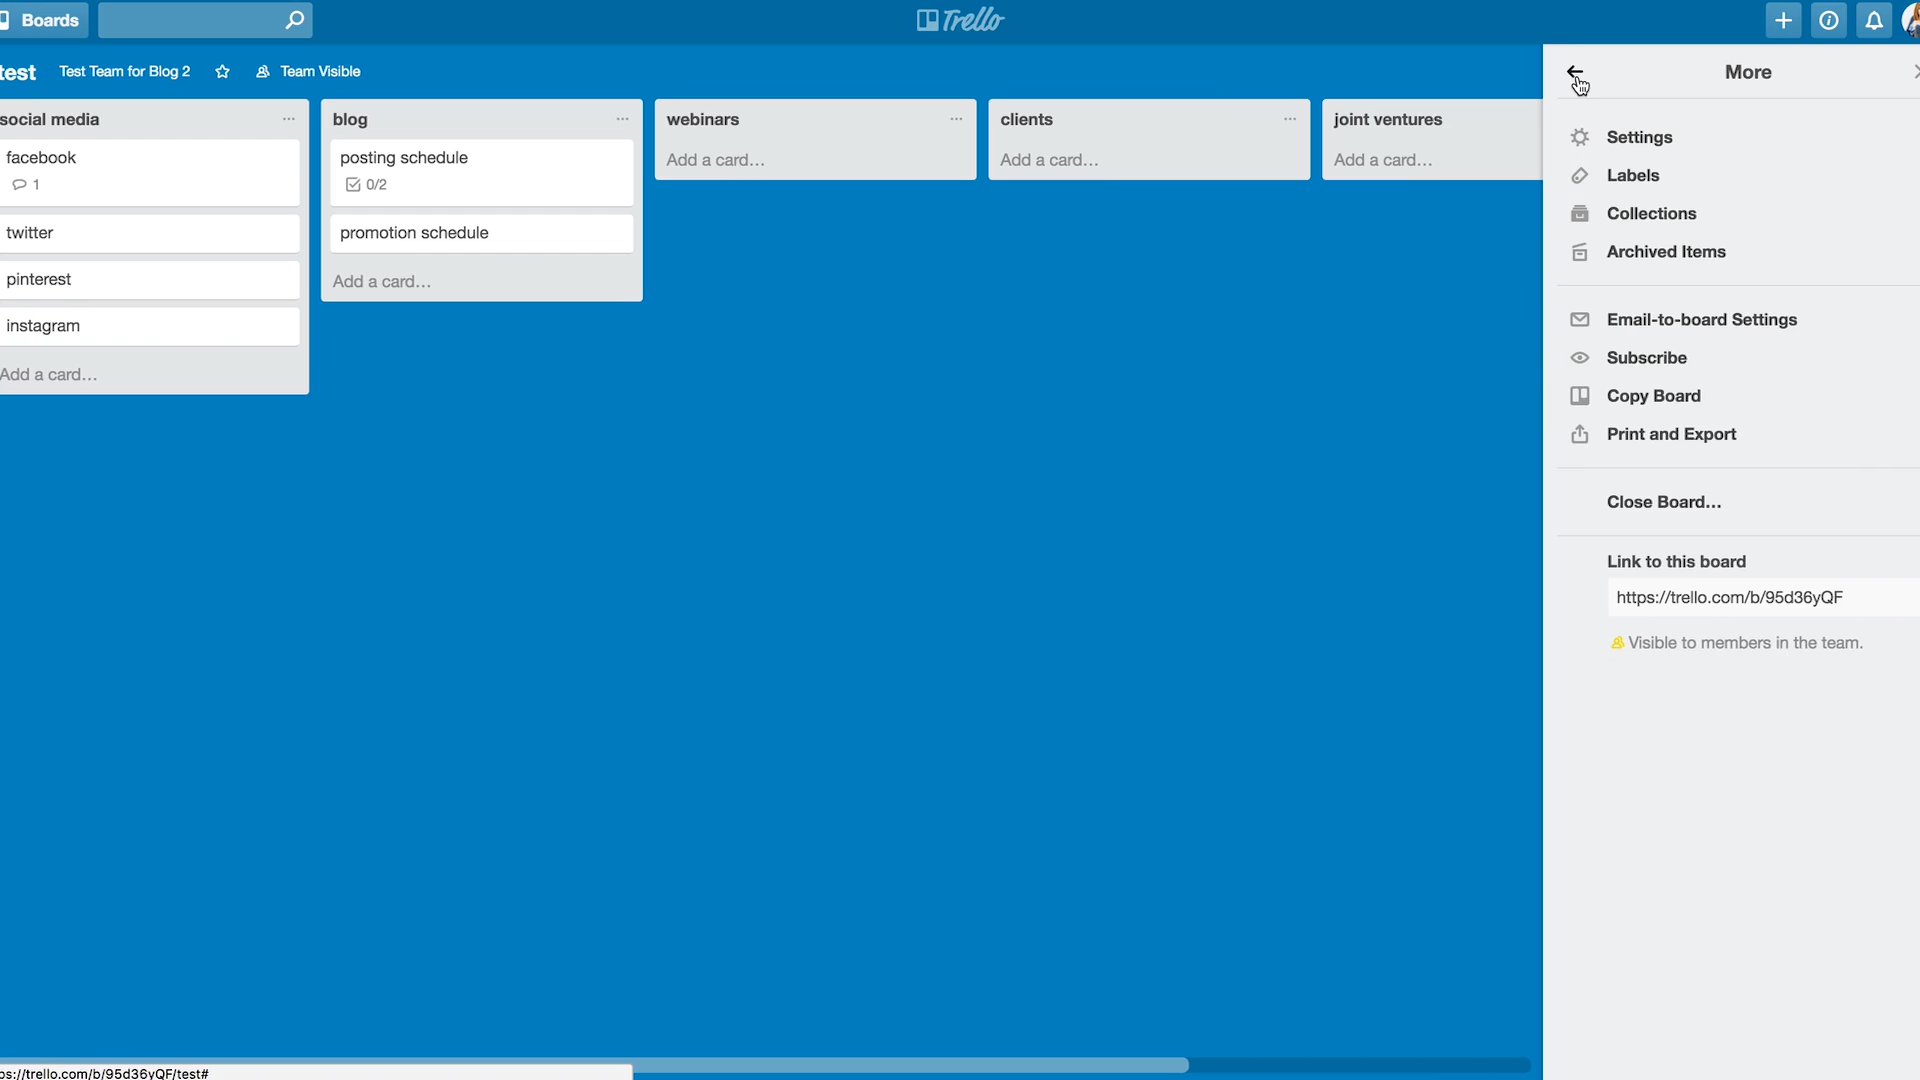 Boards
Trello
test Test Team for Blog 2 Team Visible
social media
facebook
1
twitter
pinterest
instagram
Add a card…
blog
posting schedule
0/2
promotion schedule
Add a card…
webinars
Add a card…
clients
Add a card…
joint ventures
Add a card…
More
Settings
Labels
Collections
Archived Items
Email-to-board Settings
Subscribe
Copy Board
Print and Export
Close Board…
Link to this board
https://trello.com/b/95d36yQF
Visible to members in the team.
ps://trello.com/b/95d36yQF/test#